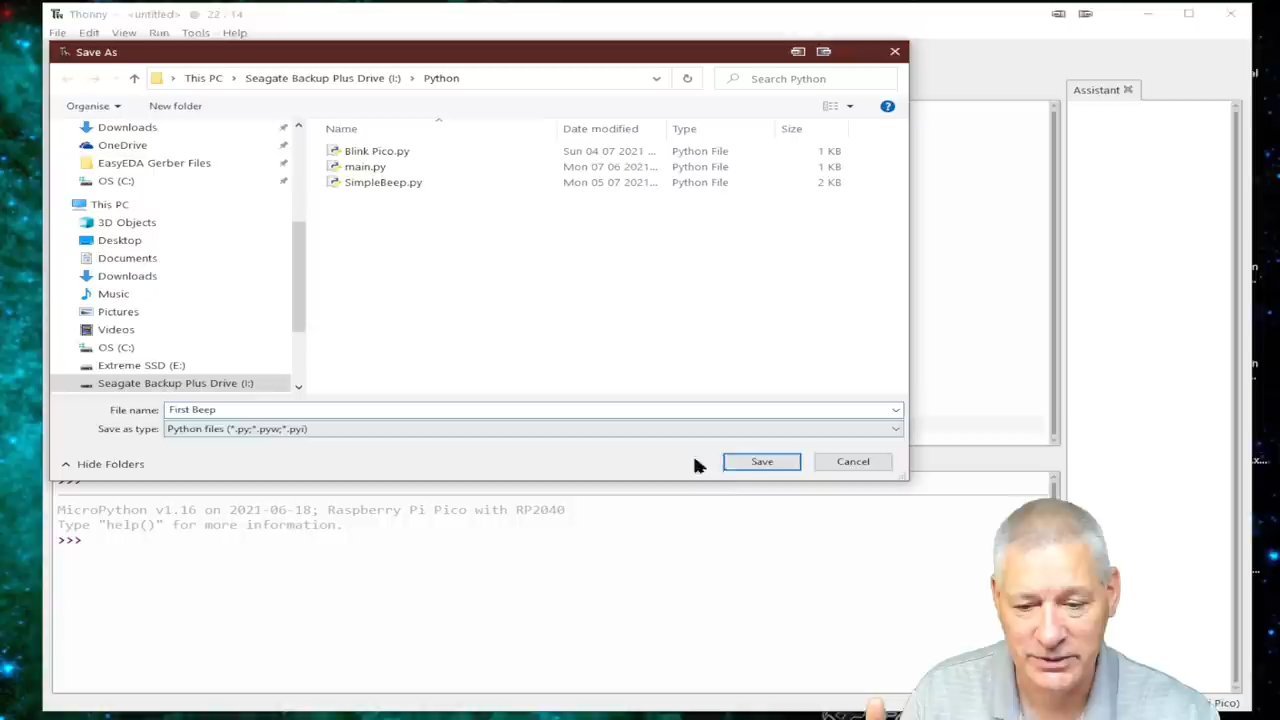 Thonny - <untitled> @ 22 : 14
File Edit View Run Tools Help
Save As
This PC > Seagate Backup Plus Drive (I:) > Python
Search Python
Organise
New folder
Assistant
Name Date modified Type Size
Downloads
OneDrive
EasyEDA Gerber Files
OS (C:)
This PC
3D Objects
Desktop
Documents
Downloads
Music
Pictures
Videos
OS (C:)
Extreme SSD (E:)
Seagate Backup Plus Drive (I:)
Blink Pico.py Sun 04 07 2021 ... Python File 1 KB
main.py Mon 07 06 2021... Python File 1 KB
SimpleBeep.py Mon 05 07 2021... Python File 2 KB
File name: First Beep
Save as type: Python files (*.py;*.pyw;*.pyi)
Hide Folders
Save
Cancel
>>>
MicroPython v1.16 on 2021-06-18; Raspberry Pi Pico with RP2040
Type "help()" for more information.
>>>
Pico)